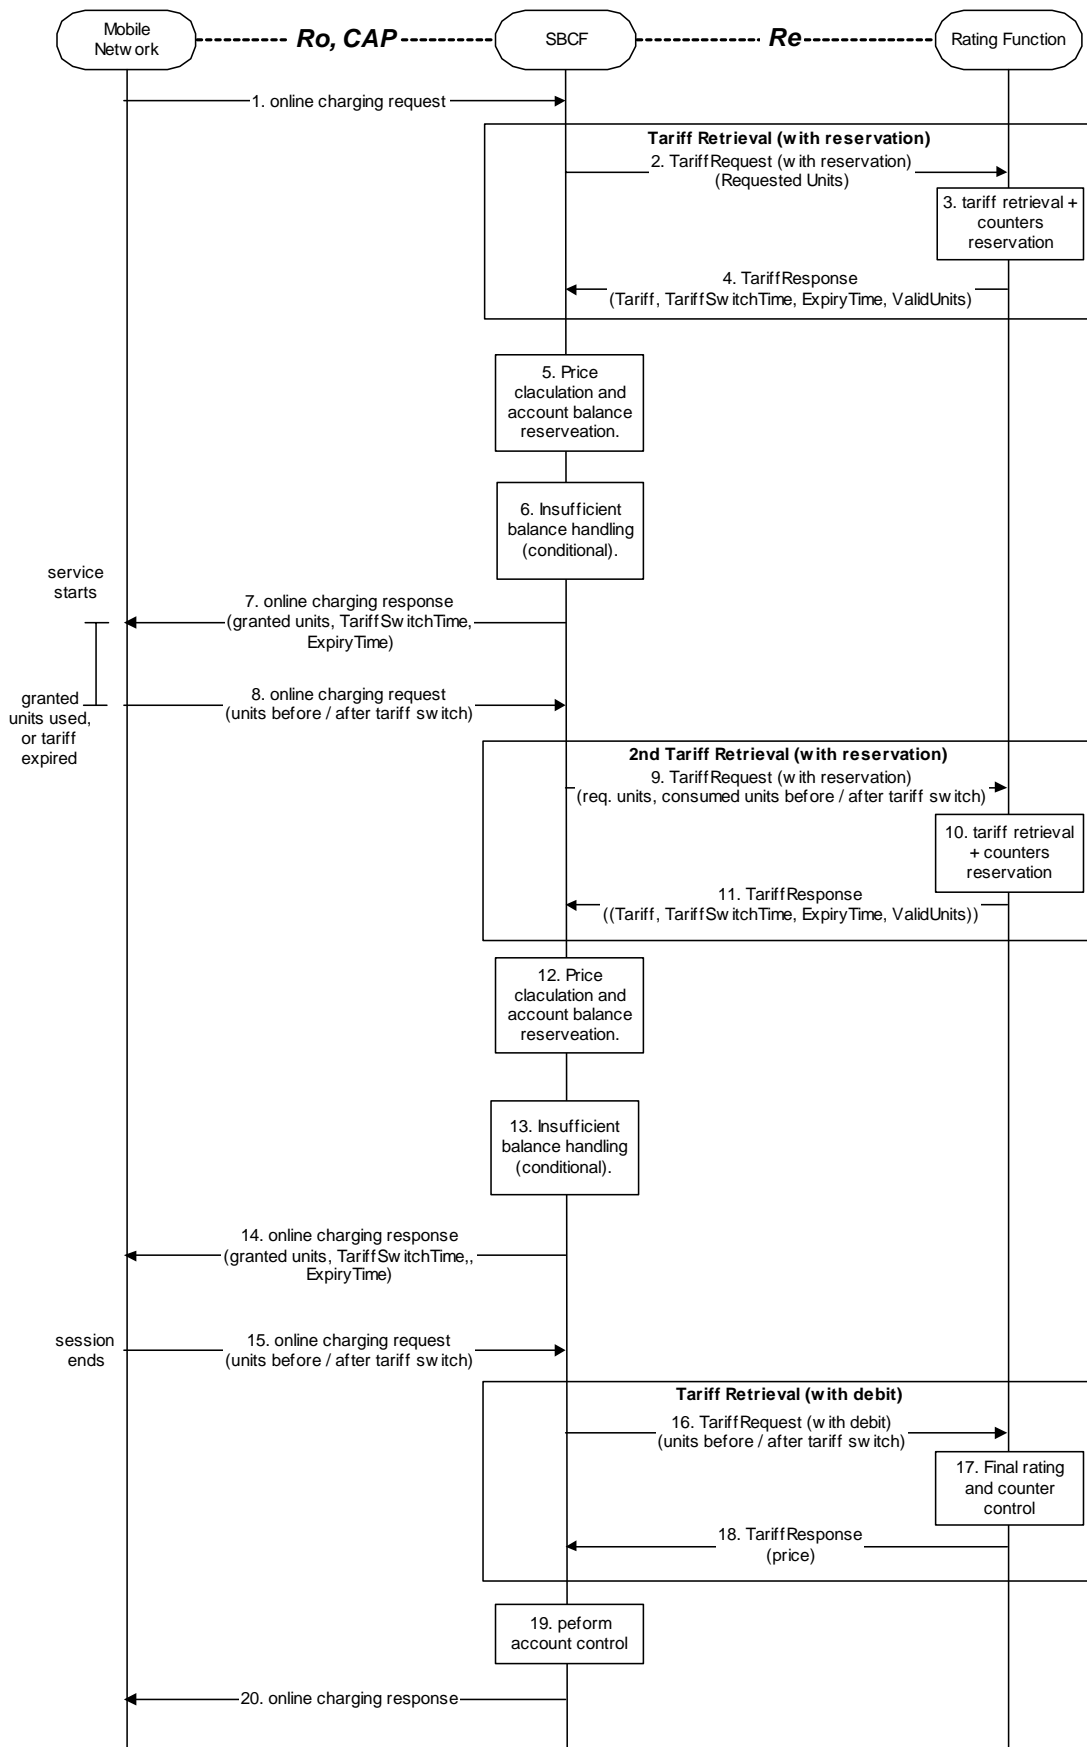 Mobile
Network
Ro, CAP
SBCF
Re
Rating Function
1. online charging request
Tariff Retrieval (with reservation)
2. TariffRequest (with reservation)
(Requested Units)
3. tariff retrieval +
counters
reservation
4. TariffResponse
(Tariff, TariffSwitchTime, ExpiryTime, ValidUnits)
5. Price
claculation and
account balance
reserveation.
6. Insufficient
balance handling
(conditional).
service
starts
7. online charging response
(granted units, TariffSwitchTime,
ExpiryTime)
granted
units used,
or tariff
expired
8. online charging request
(units before / after tariff switch)
2nd Tariff Retrieval (with reservation)
9. TariffRequest (with reservation)
(req. units, consumed units before / after tariff switch)
10. tariff retrieval
+ counters
reservation
11. TariffResponse
((Tariff, TariffSwitchTime, ExpiryTime, ValidUnits))
12. Price
claculation and
account balance
reserveation.
13. Insufficient
balance handling
(conditional).
14. online charging response
(granted units, TariffSwitchTime,,
ExpiryTime)
session
ends
15. online charging request
(units before / after tariff switch)
Tariff Retrieval (with debit)
16. TariffRequest (with debit)
(units before / after tariff switch)
17. Final rating
and counter
control
18. TariffResponse
(price)
19. peform
account control
20. online charging response